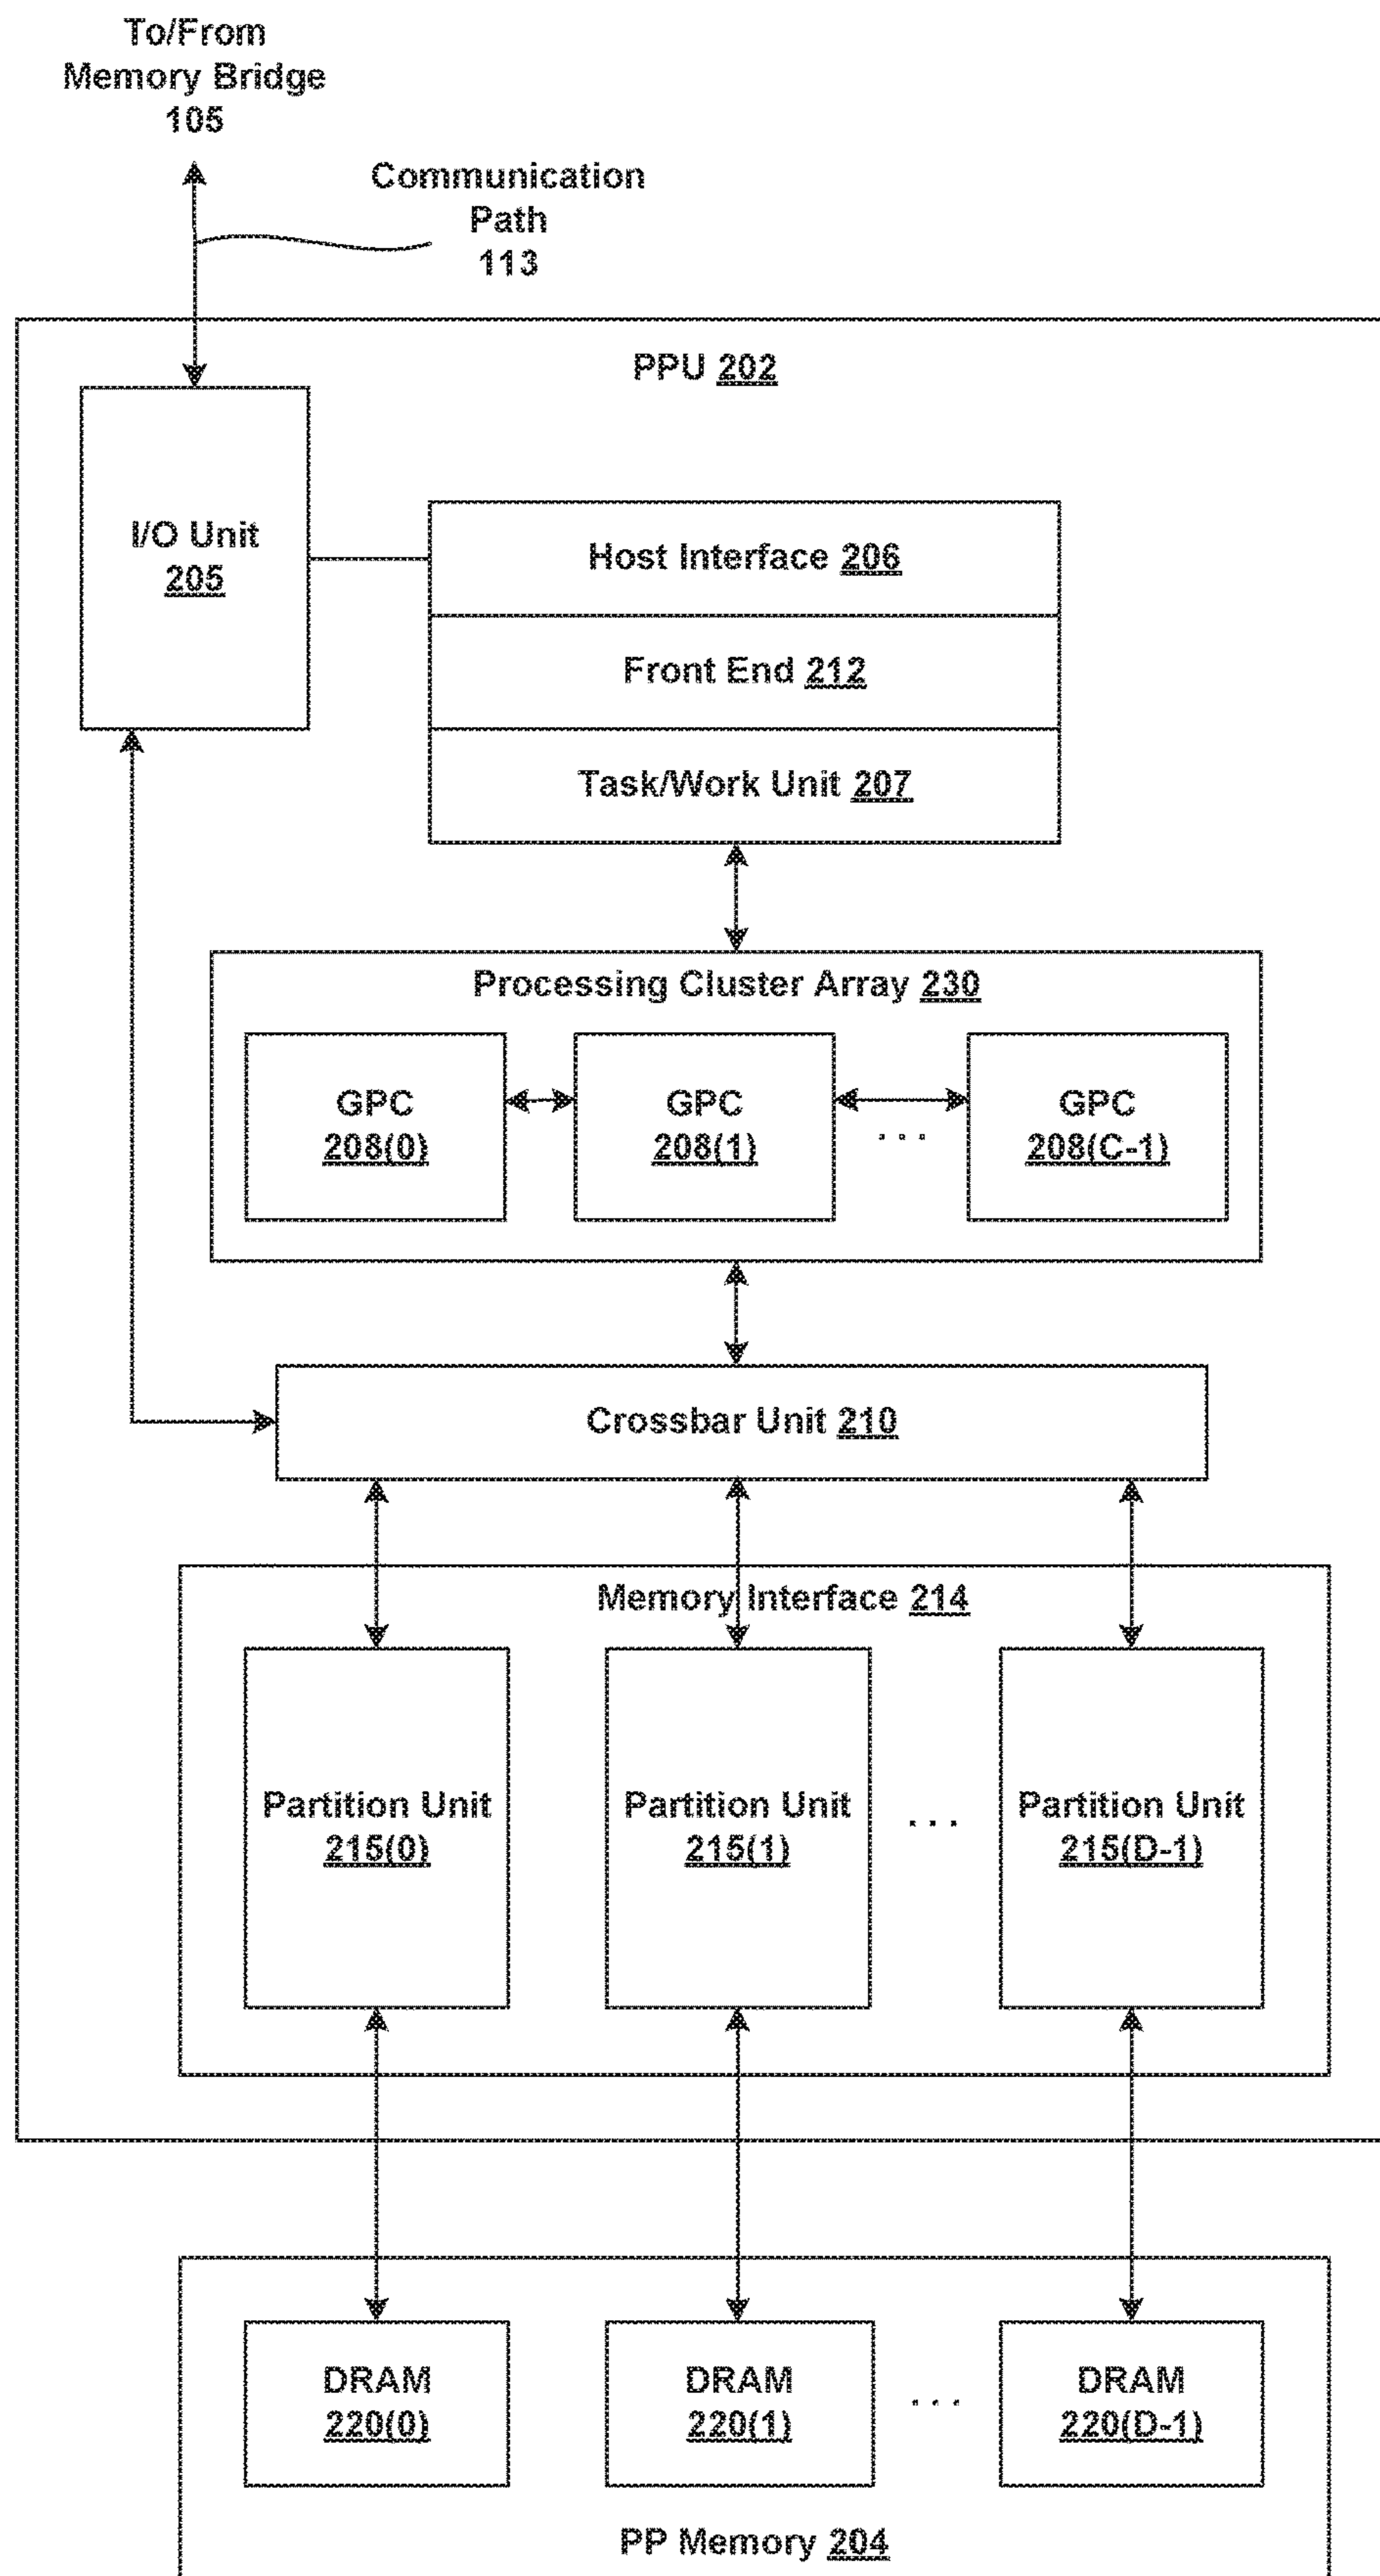 To/From
Memory Bridge
105
Communication
Path
113
PPU 202
I/O Unit
205
Host Interface 206
Front End 212
Task/Work Unit 207
Processing Cluster Array 230
GPC
208(0)
GPC
208(1)
. . .
GPC
208(C-1)
Crossbar Unit 210
Memory Interface 214
Partition Unit
215(0)
Partition Unit
215(1)
. . .
Partition Unit
215(D-1)
DRAM
220(0)
DRAM
220(1)
. . .
DRAM
220(D-1)
PP Memory 204